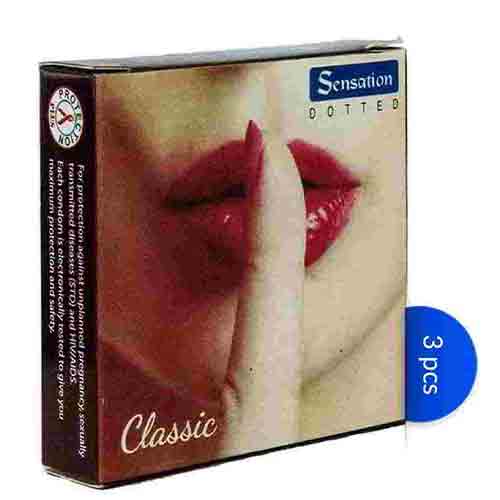 Sensation
DOTTED
PROTECTION
PLUS
For protection against unplanned pregnancy, sexually
transmitted diseases (STD) and HIV/AIDS.
Each condom is electronically tested to give you
maximum protection and safety.
Classic
3 pcs